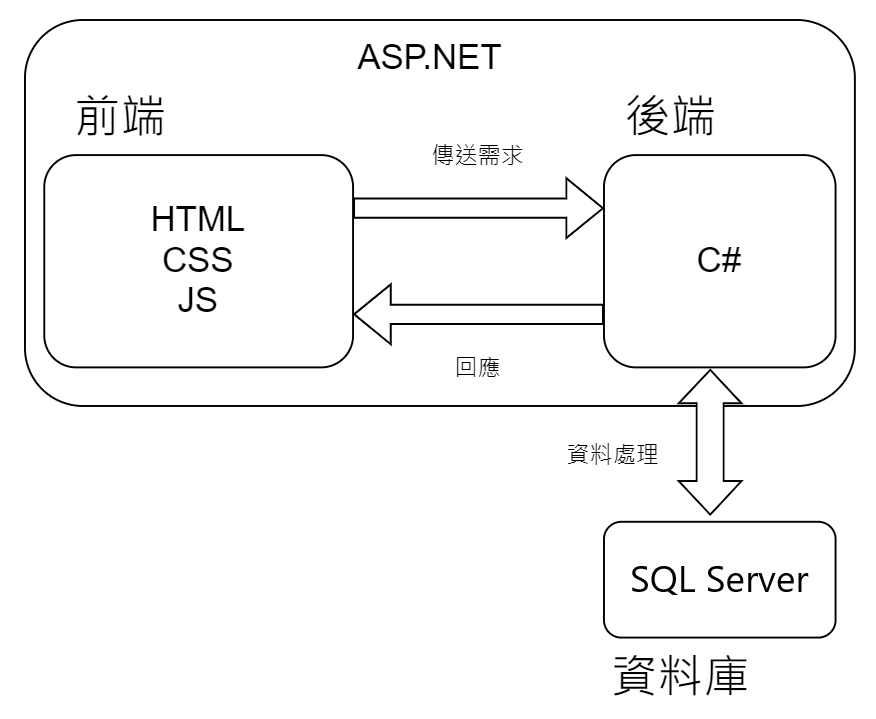 ASP.NET
前端
後端
傳送需求
HTML
CSS
JS
C#
回應
資料處理
SQL Server
資料庫